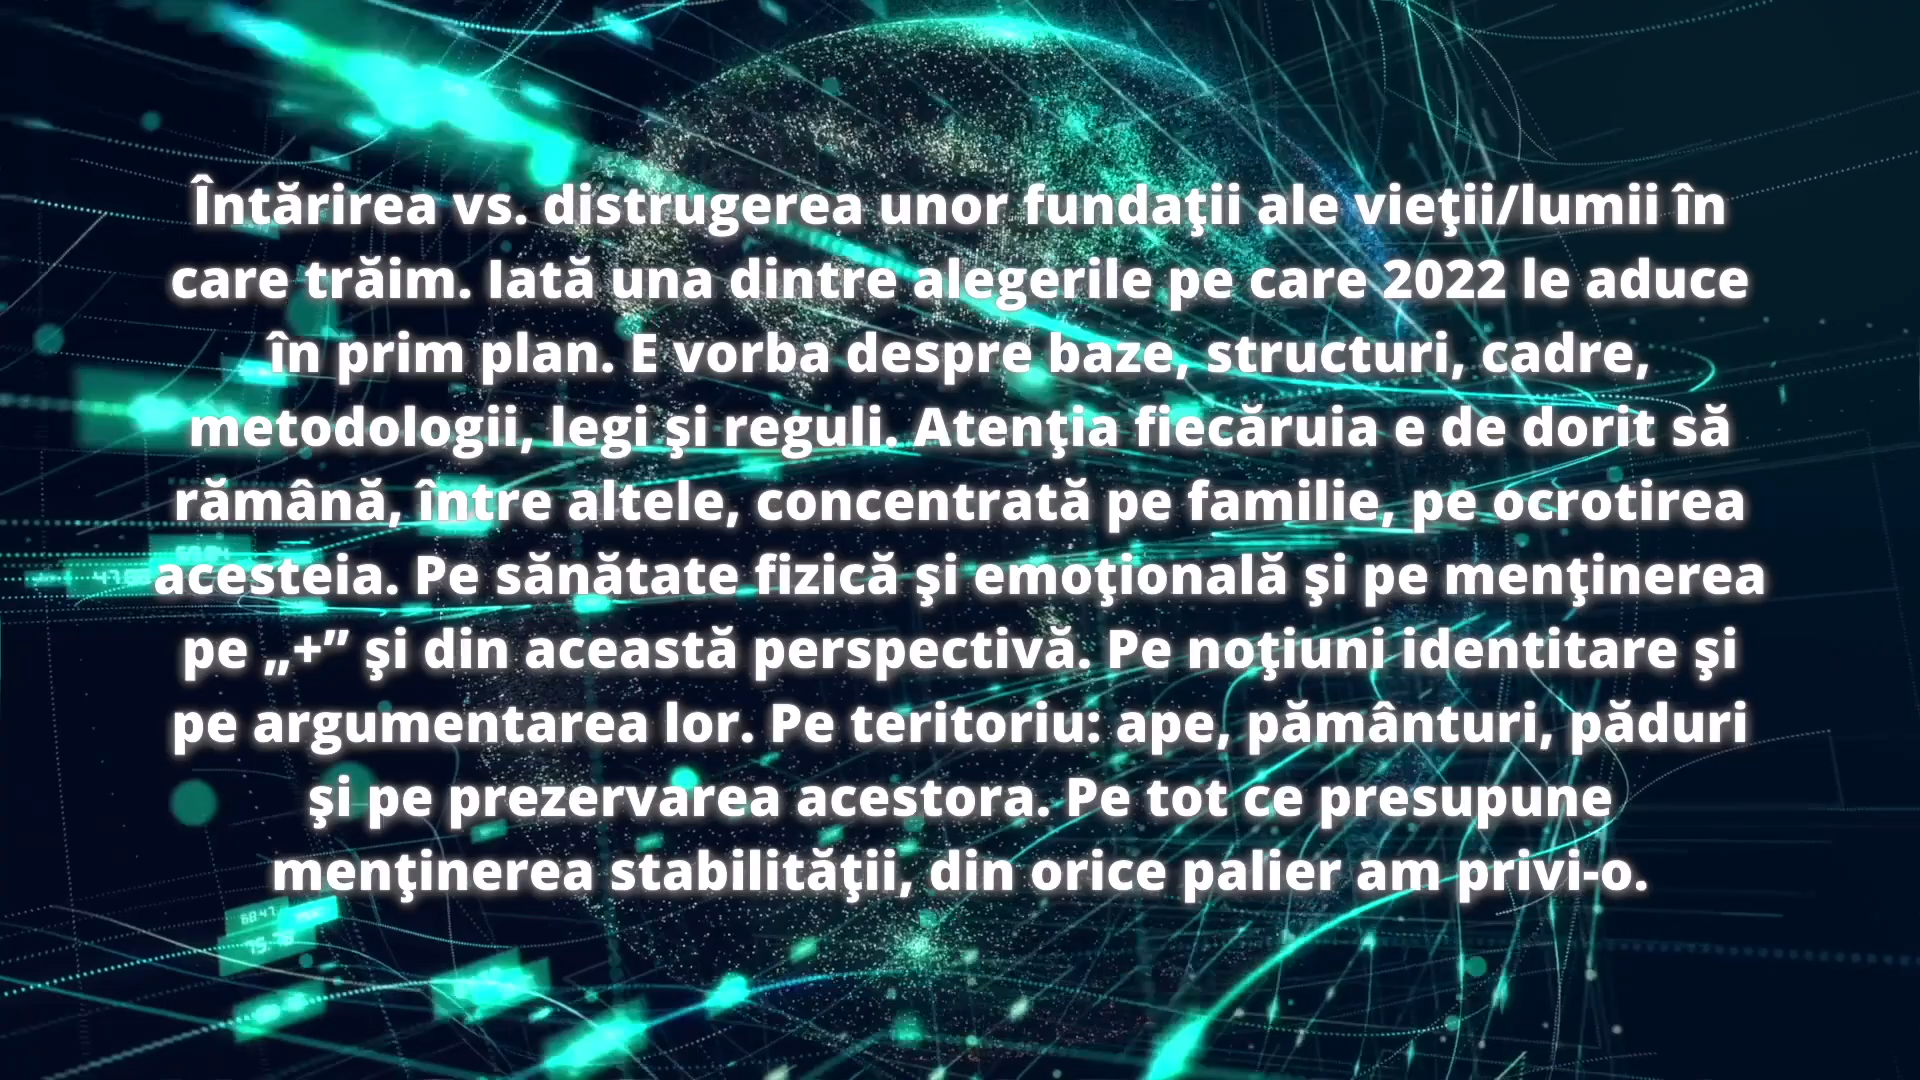 Întărirea vs. distrugerea unor fundaţii ale vieţii/lumii în
care trăim. Iată una dintre alegerile pe care 2022 le aduce
în prim plan. E vorba despre baze, structuri, cadre,
metodologii, legi şi reguli. Atenţia fiecăruia e de dorit să
rămână, între altele, concentrată pe familie, pe ocrotirea
acesteia. Pe sănătate fizică şi emoţională şi pe menţinerea
pe „+” şi din această perspectivă. Pe noţiuni identitare şi
pe argumentarea lor. Pe teritoriu: ape, pământuri, păduri
şi pe prezervarea acestora. Pe tot ce presupune
menţinerea stabilităţii, din orice palier am privi-o.